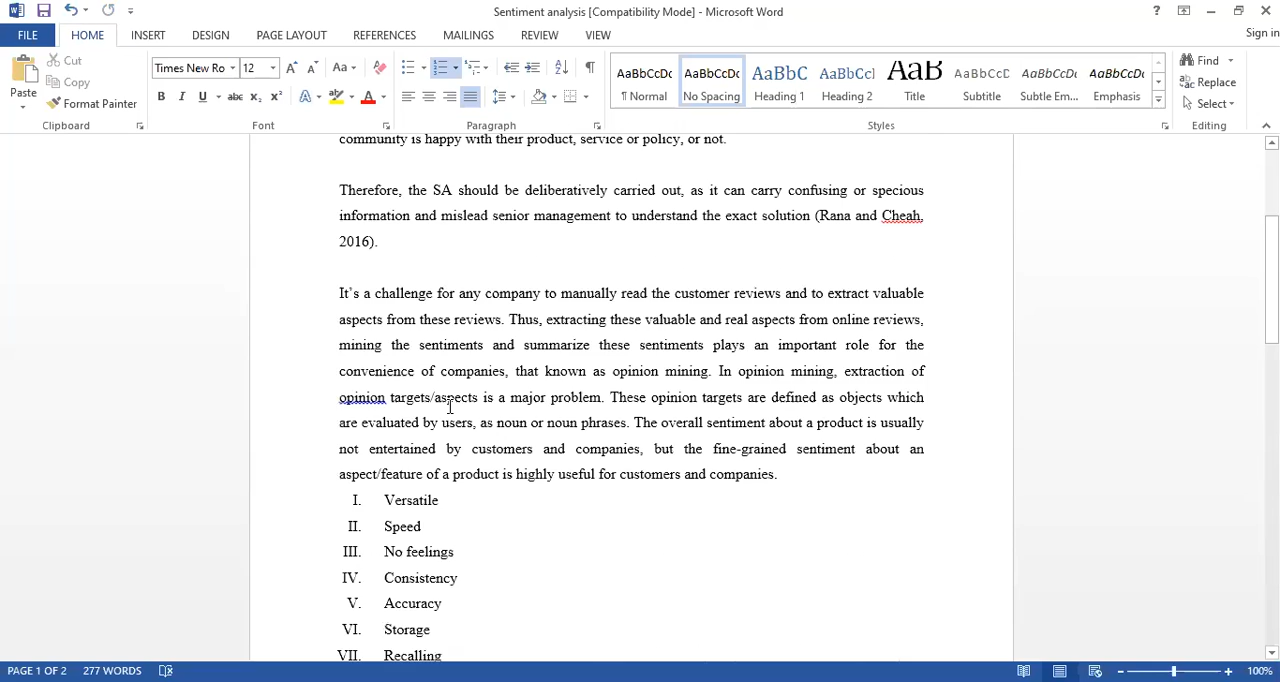 Sentiment analysis [Compatibility Mode] - Microsoft Word
?
Sign in
FILE HOME INSERT DESIGN PAGE LAYOUT REFERENCES MAILINGS REVIEW VIEW
Paste
Cut
Copy
Format Painter
Clipboard
Times New Ro 12
Aa
B I U abc X₂ X²
Font
Paragraph
AaBbCcDc AaBbCcDc AaBbC AaBbCcl AaB AaBbCcD AaBbCcDc AaBbCcDc
¶ Normal No Spacing Heading 1 Heading 2 Title Subtitle Subtle Em... Emphasis
Styles
Find
Replace
Select
Editing
community is happy with their product, service or policy, or not.
Therefore, the SA should be deliberatively carried out, as it can carry confusing or specious
information and mislead senior management to understand the exact solution (Rana and Cheah,
2016).
It’s a challenge for any company to manually read the customer reviews and to extract valuable
aspects from these reviews. Thus, extracting these valuable and real aspects from online reviews,
mining the sentiments and summarize these sentiments plays an important role for the
convenience of companies, that known as opinion mining. In opinion mining, extraction of
opinion targets/aspects is a major problem. These opinion targets are defined as objects which
are evaluated by users, as noun or noun phrases. The overall sentiment about a product is usually
not entertained by customers and companies, but the fine-grained sentiment about an
aspect/feature of a product is highly useful for customers and companies.
I. Versatile
II. Speed
III. No feelings
IV. Consistency
V. Accuracy
VI. Storage
VII. Recalling
PAGE 1 OF 2 277 WORDS
100%